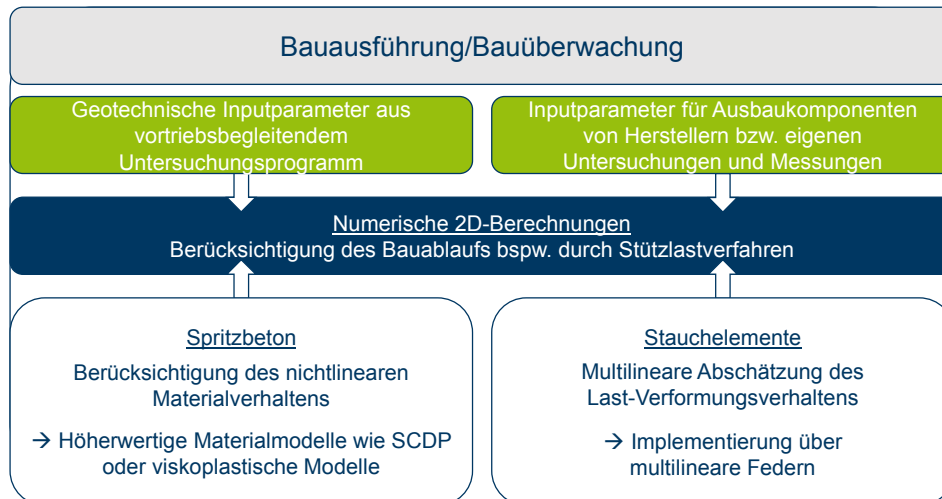 Bauausführung/Bauüberwachung
Geotechnische Inputparameter aus
vortriebsbegleitendem
Untersuchungsprogramm
Inputparameter für Ausbaukomponenten
von Herstellern bzw. eigenen
Untersuchungen und Messungen
Numerische 2D-Berechnungen
Berücksichtigung des Bauablaufs bspw. durch Stützlastverfahren
Spritzbeton
Berücksichtigung des nichtlinearen
Materialverhaltens
→ Höherwertige Materialmodelle wie SCDP
oder viskoplastische Modelle
Stauchelemente
Multilineare Abschätzung des
Last-Verformungsverhaltens
→ Implementierung über
multilineare Federn